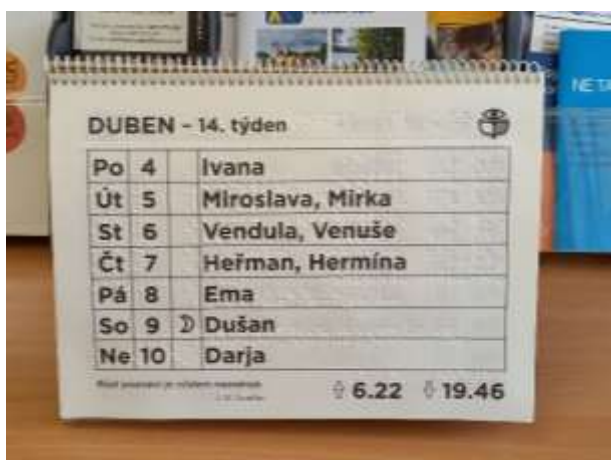 NETA
DUBEN - 14. týden
Po 4 Ivana
Út 5 Miroslava, Mirka
St 6 Vendula, Venuše
Čt 7 Heřman, Hermína
Pá 8 Ema
So 9 Dušan
Ne 10 Darja
6.22 19.46